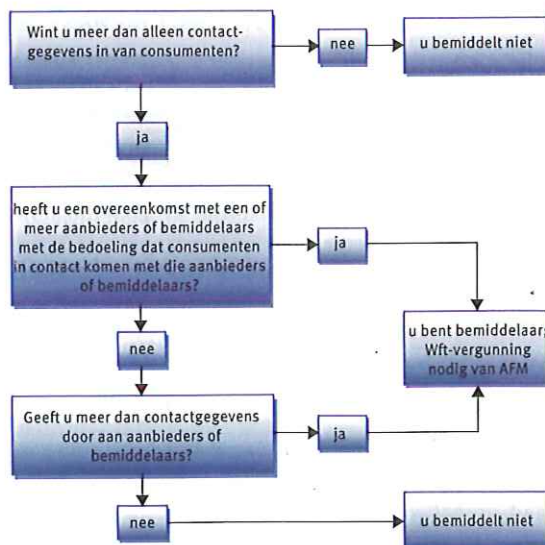 Wint u meer dan alleen contact-
gegevens in van consumenten?
nee
u bemiddelt niet
ja
heeft u een overeenkomst met een of
meer aanbieders of bemiddelaars
met de bedoeling dat consumenten
in contact komen met die aanbieders
of bemiddelaars?
ja
u bent bemiddelaar;
Wft-vergunning
nodig van AFM
nee
Geeft u meer dan contactgegevens
door aan aanbieders of
bemiddelaars?
ja
nee
u bemiddelt niet